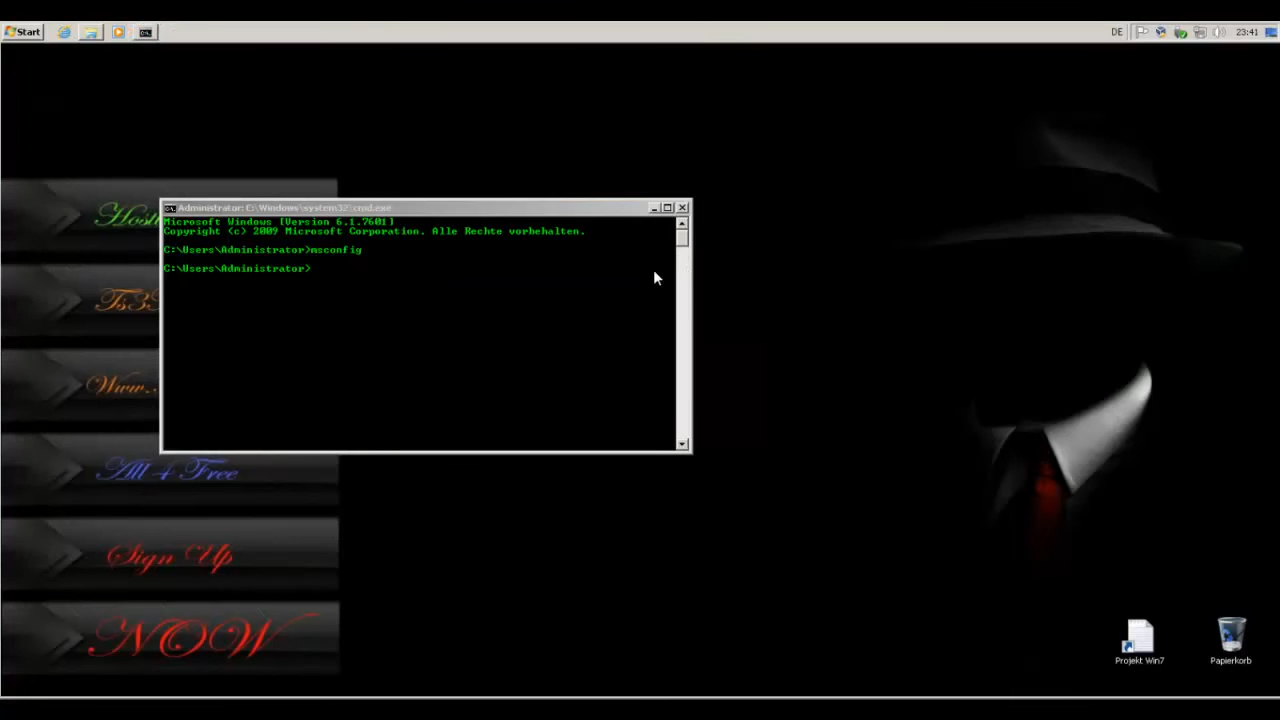 Start
DE
23:41
Administrator: C:\Windows\system32\cmd.exe
Microsoft Windows [Version 6.1.7601]
Copyright (c) 2009 Microsoft Corporation. Alle Rechte vorbehalten.
C:\Users\Administrator>msconfig
C:\Users\Administrator>
Www..
All 4 Free
Sign Up
NOW
Projekt Win7
Papierkorb